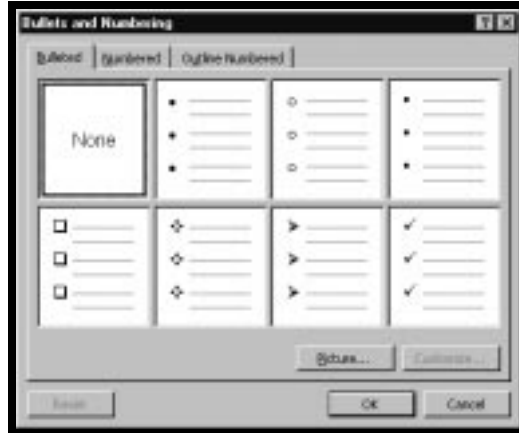 Bullets and Numbering
Bulleted Numbered Outline Numbered
None
Picture... Customize...
Reset OK Cancel